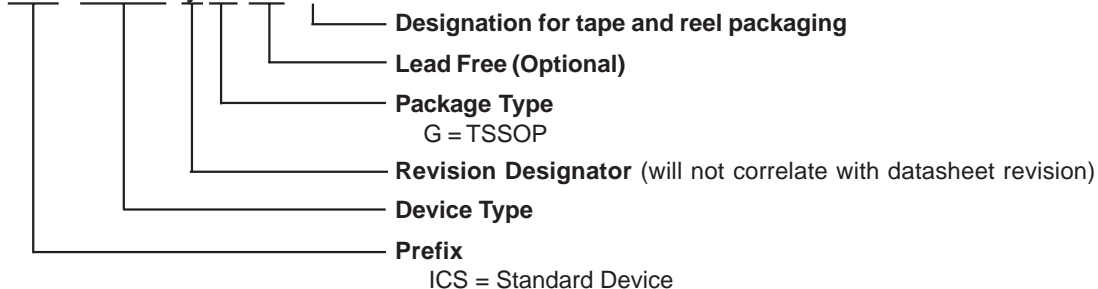 Designation for tape and reel packaging
Lead Free (Optional)
Package Type
G = TSSOP
Revision Designator (will not correlate with datasheet revision)
Device Type
Prefix
ICS = Standard Device